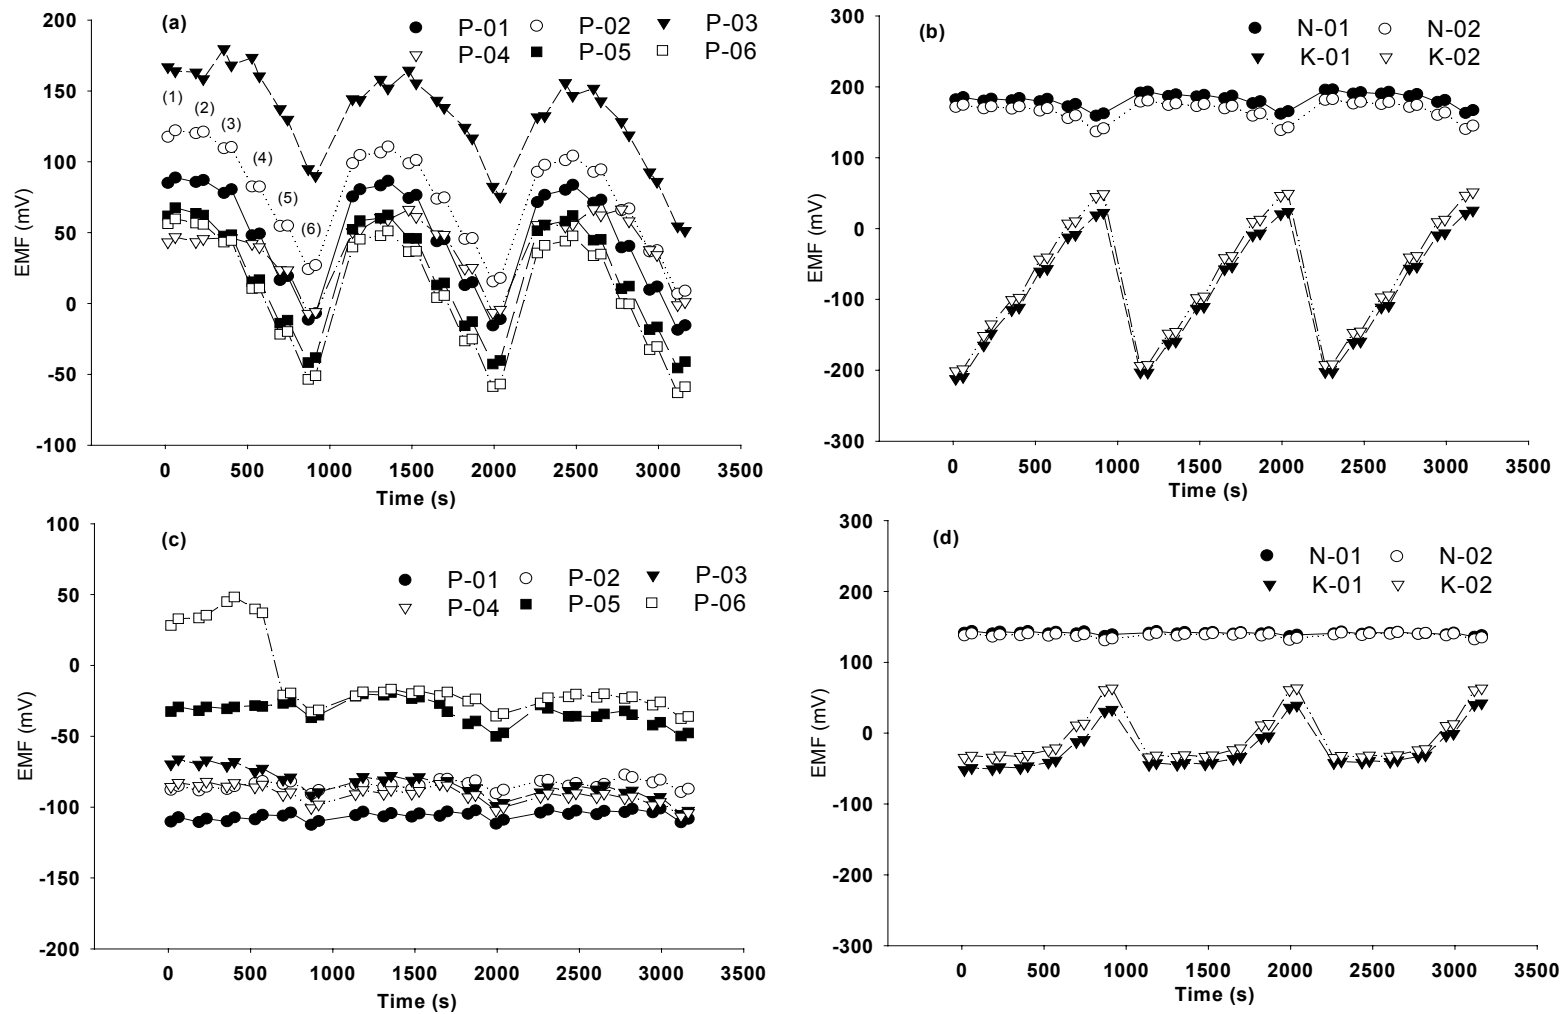 (a)
P-01 P-02 P-03
P-04 P-05 P-06
200
150
100
50
0
-50
-100
EMF (mV)
(1)
(2)
(3)
(4)
(5)
(6)
0 500 1000 1500 2000 2500 3000 3500
Time (s)
(b)
N-01 N-02
K-01 K-02
300
200
100
0
-100
-200
-300
EMF (mV)
0 500 1000 1500 2000 2500 3000 3500
Time (s)
(c)
P-01 P-02 P-03
P-04 P-05 P-06
100
50
0
-50
-100
-150
-200
EMF (mV)
0 500 1000 1500 2000 2500 3000 3500
Time (s)
(d)
N-01 N-02
K-01 K-02
300
200
100
0
-100
-200
-300
EMF (mV)
0 500 1000 1500 2000 2500 3000 3500
Time (s)